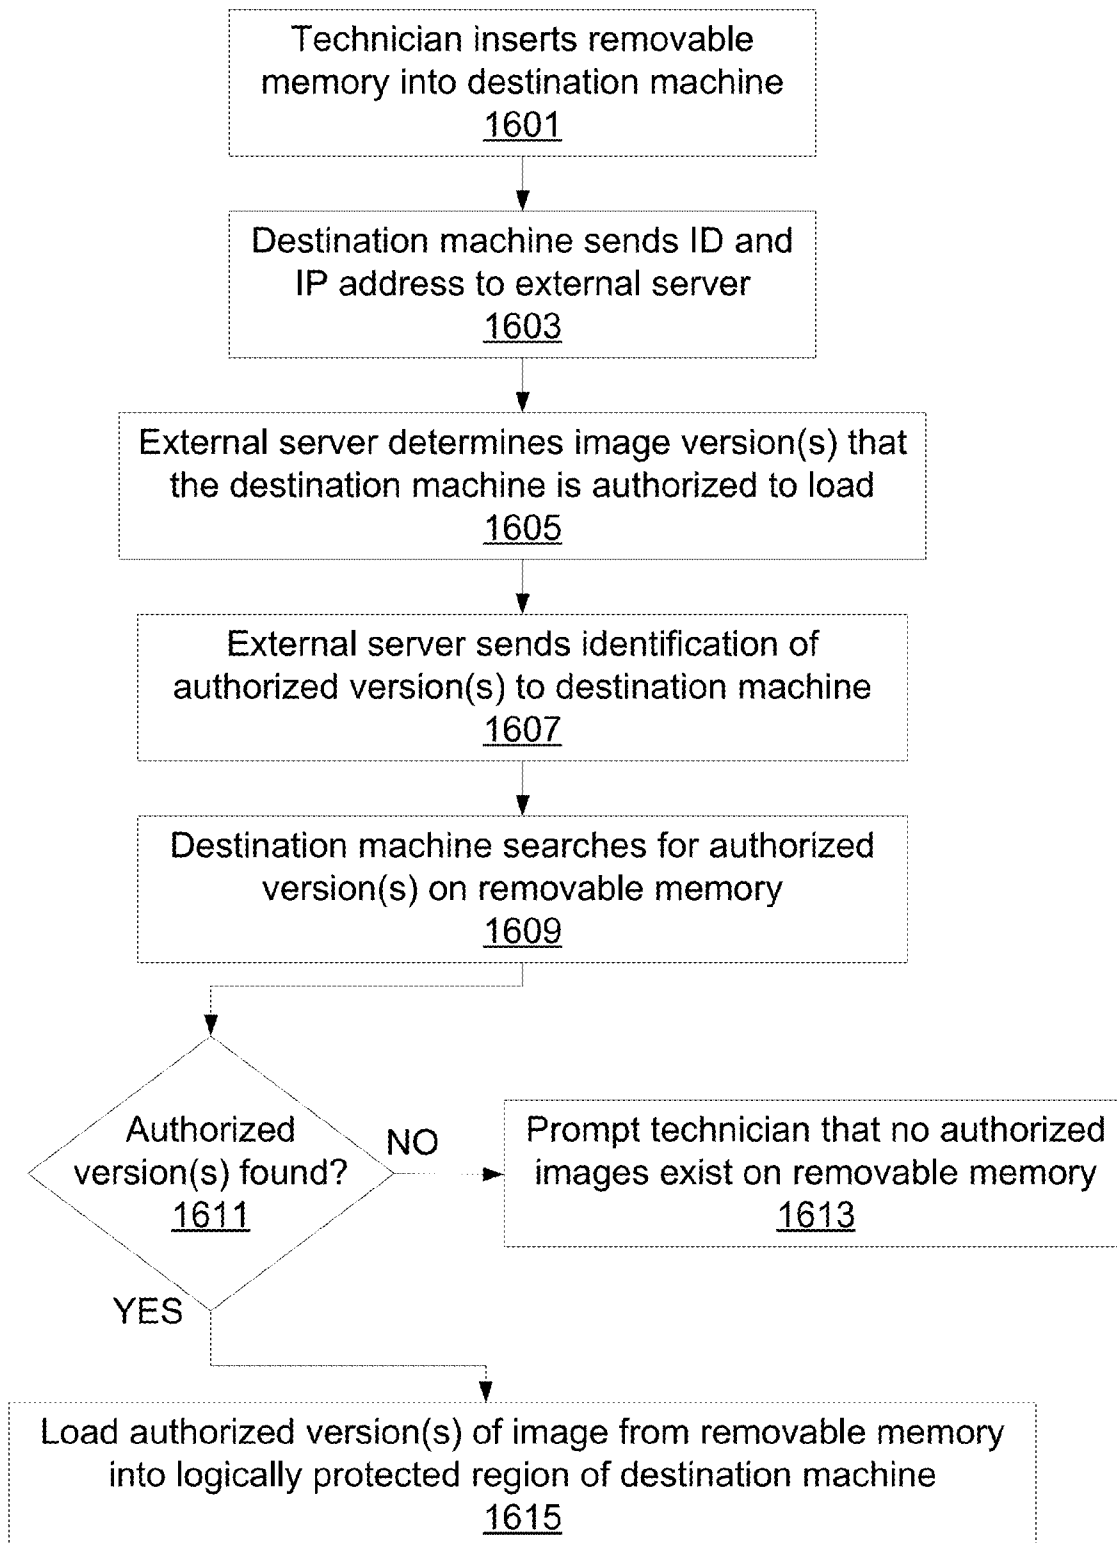 Technician inserts removable
memory into destination machine
1601
Destination machine sends ID and
IP address to external server
1603
External server determines image version(s) that
the destination machine is authorized to load
1605
External server sends identification of
authorized version(s) to destination machine
1607
Destination machine searches for authorized
version(s) on removable memory
1609
Authorized
version(s) found?
1611
NO
Prompt technician that no authorized
images exist on removable memory
1613
YES
Load authorized version(s) of image from removable memory
into logically protected region of destination machine
1615